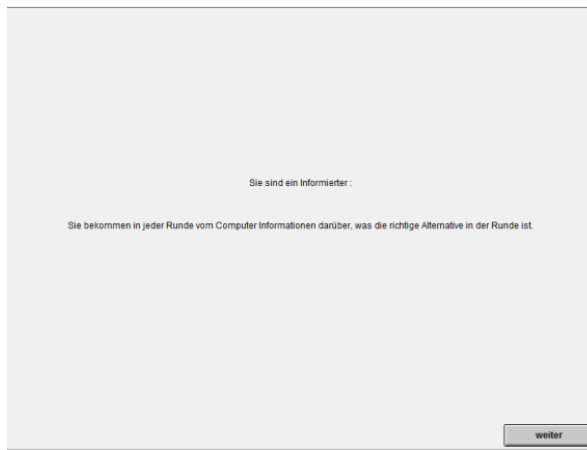 Sie sind ein Informierter :
Sie bekommen in jeder Runde vom Computer Informationen darüber, was die richtige Alternative in der Runde ist.
weiter